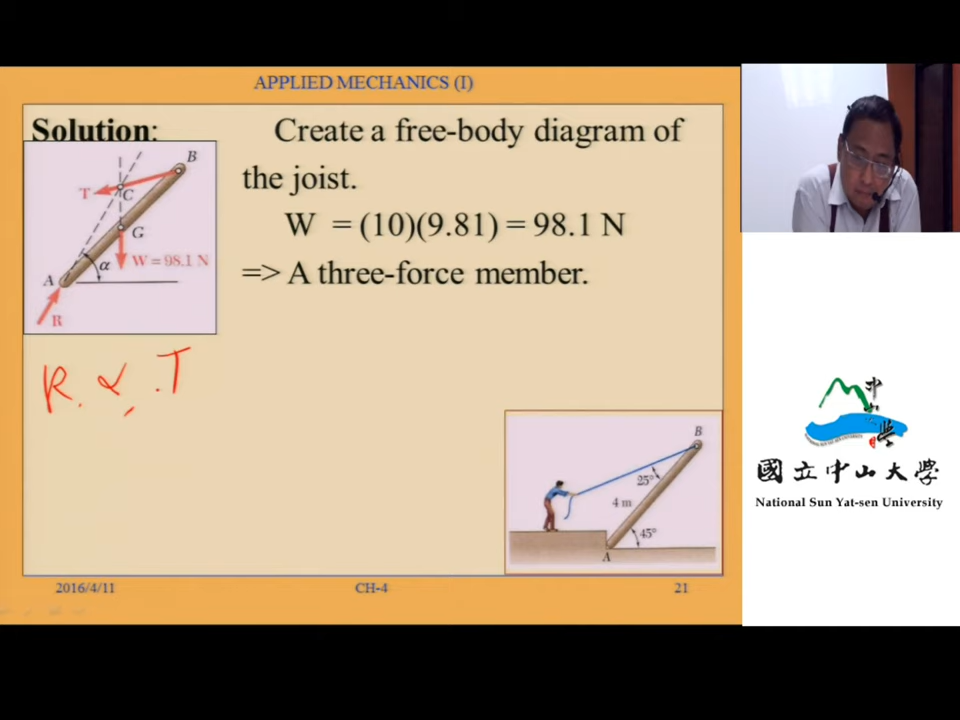 APPLIED MECHANICS (I)
Solution: Create a free-body diagram of
the joist.
W = (10)(9.81) = 98.1 N
=> A three-force member.
B
T
C
G
W = 98.1 N
A
α
R
R. α .T
B
25°
4 m
45°
A
2016/4/11
CH-4
21
國立中山大學
National Sun Yat-sen University